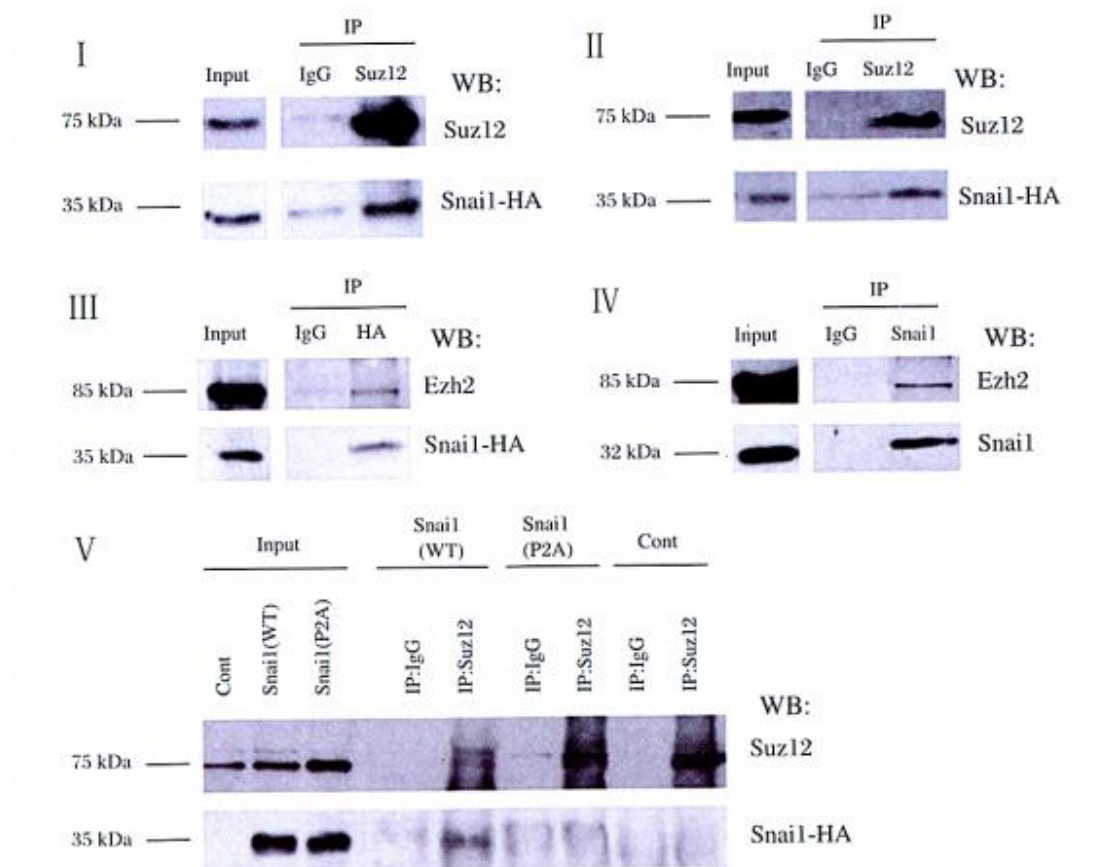 I
IP
Input IgG Suz12 WB:
75 kDa Suz12
35 kDa Snai1-HA
II
IP
Input IgG Suz12 WB:
75 kDa Suz12
35 kDa Snai1-HA
III
IP
Input IgG HA WB:
85 kDa Ezh2
35 kDa Snai1-HA
IV
IP
Input IgG Snai1 WB:
85 kDa Ezh2
32 kDa Snai1
V
Input Snai1 (WT) Snai1 (P2A) Cont
Cont Snai1(WT) Snai1(P2A) IP:IgG IP:Suz12 IP:IgG IP:Suz12 IP:IgG IP:Suz12
WB:
75 kDa Suz12
35 kDa Snai1-HA